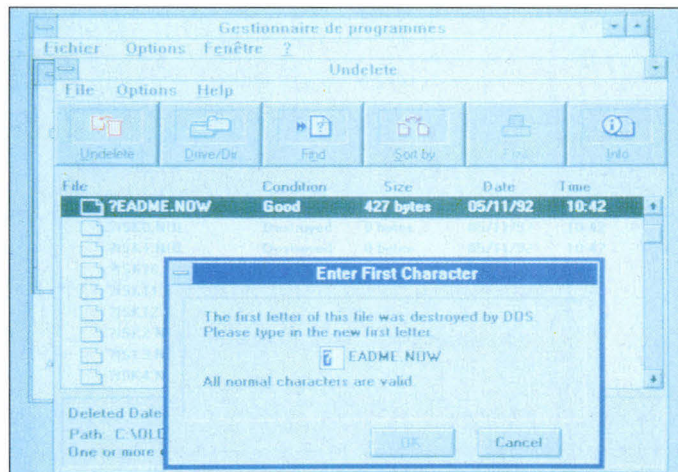 Gestionnaire de programmes
Fichier Options Fenêtre ?
Undelete
File Options Help
Undelete Drive/Dir Find Sort by Print Info
File Condition Size Date Time
?EADME.NOW Good 427 bytes 05/11/92 10:42
Enter First Character
The first letter of this file was destroyed by DOS.
Please type in the new first letter.
? EADME.NOW
All normal characters are valid.
Deleted Date
Path: C:\OLD
OK Cancel
One or more